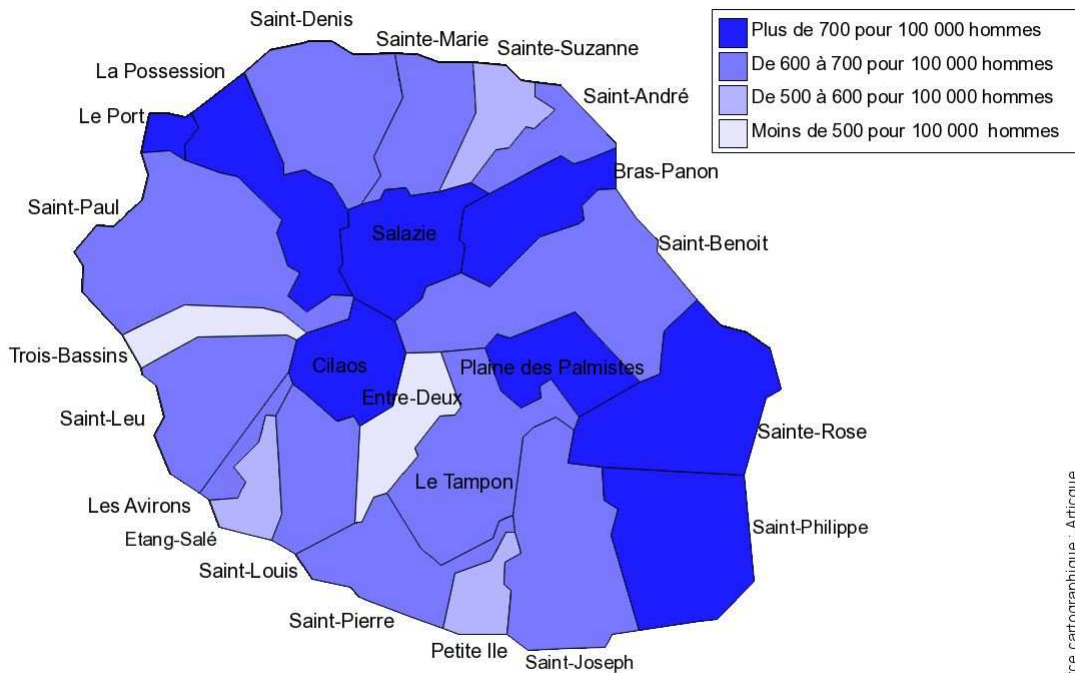 Saint-Denis
Sainte-Marie
Sainte-Suzanne
La Possession
Saint-André
Le Port
Bras-Panon
Saint-Paul
Salazie
Saint-Benoit
Trois-Bassins
Cilaos
Plaine des Palmistes
Entre-Deux
Saint-Leu
Sainte-Rose
Le Tampon
Les Avirons
Saint-Philippe
Etang-Salé
Saint-Louis
Saint-Pierre
Petite Ile
Saint-Joseph
Plus de 700 pour 100 000 hommes
De 600 à 700 pour 100 000 hommes
De 500 à 600 pour 100 000 hommes
Moins de 500 pour 100 000 hommes
cartographique : Articque